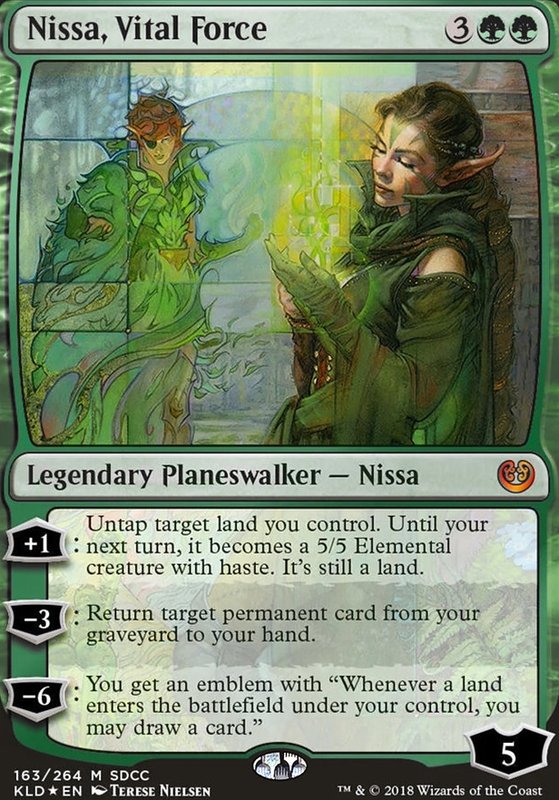 Nissa, Vital Force 3
Legendary Planeswalker — Nissa
+1 : Untap target land you control. Until your
next turn, it becomes a 5/5 Elemental
creature with haste. It's still a land.
-3 : Return target permanent card from your
graveyard to your hand.
-6 : You get an emblem with “Whenever a land
enters the battlefield under your control, you
may draw a card.”
5
163/264 M SDCC
KLD★EN Terese Nielsen
™ & © 2018 Wizards of the Coast